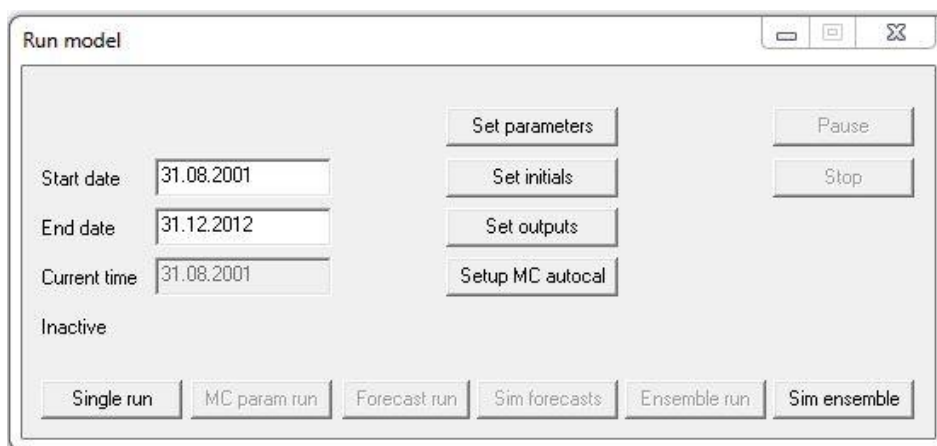 Run model
Set parameters Pause
Start date 31.08.2001 Set initials Stop
End date 31.12.2012 Set outputs
Current time 31.08.2001 Setup MC autocal
Inactive
Single run MC param run Forecast run Sim forecasts Ensemble run Sim ensemble